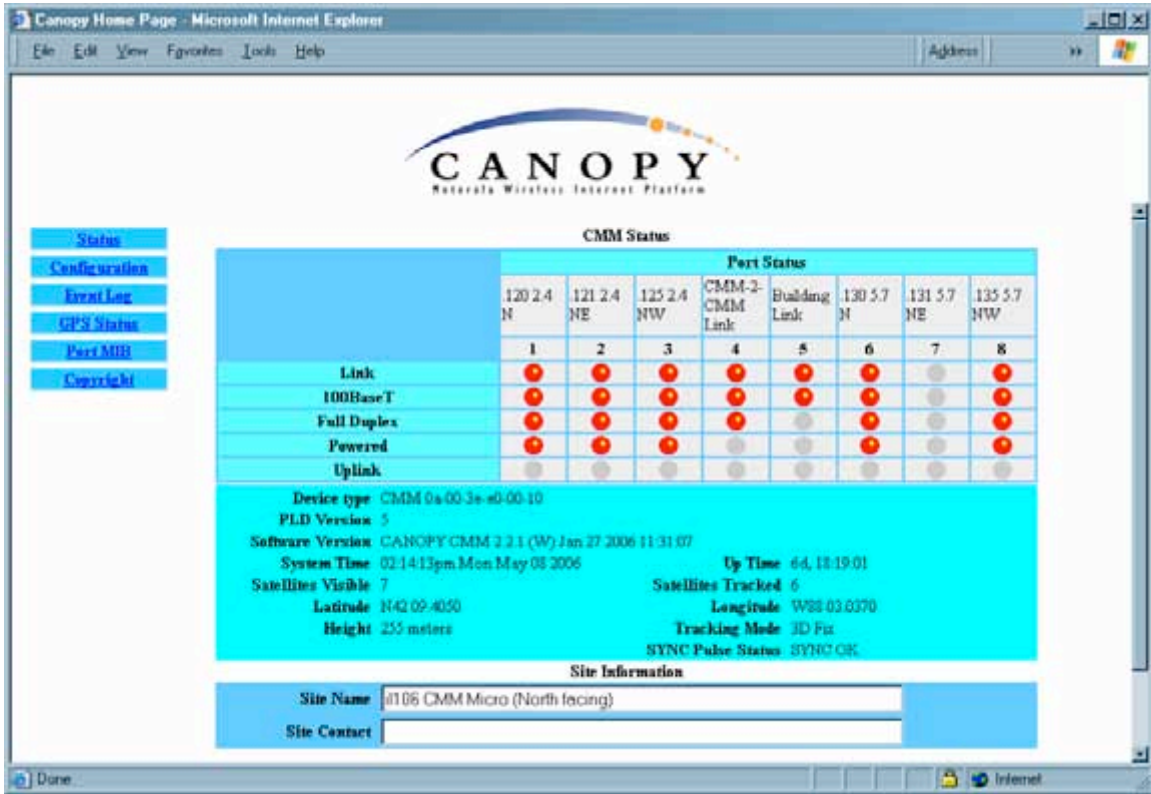 Canopy Home Page - Microsoft Internet Explorer
File Edit View Favorites Tools Help Address »
CANOPY
Motorola Wireless Internet Platform
Status
Configuration
Event Log
GPS Status
Port MIB
Copyright
CMM Status
Port Status
.120 2.4 N .121 2.4 NE .125 2.4 NW CMM-2-CMM Link Building Link .130 5.7 N .131 5.7 NE .135 5.7 NW
1 2 3 4 5 6 7 8
Link
100BaseT
Full Duplex
Powered
Uplink
Device type CMM 0a-00-3e-e0-00-10
PLD Version 5
Software Version CANOPY CMM 2.2.1 (W) Jan 27 2006 11:31:07
System Time 02:14:13pm Mon May 08 2006 Up Time 6d, 18:19:01
Satellites Visible 7 Satellites Tracked 6
Latitude N42 09.4050 Longitude W88 03.0370
Height 255 meters Tracking Mode 3D Fix
SYNC Pulse Status SYNC OK
Site Information
Site Name il106 CMM Micro (North facing)
Site Contact
Done Internet